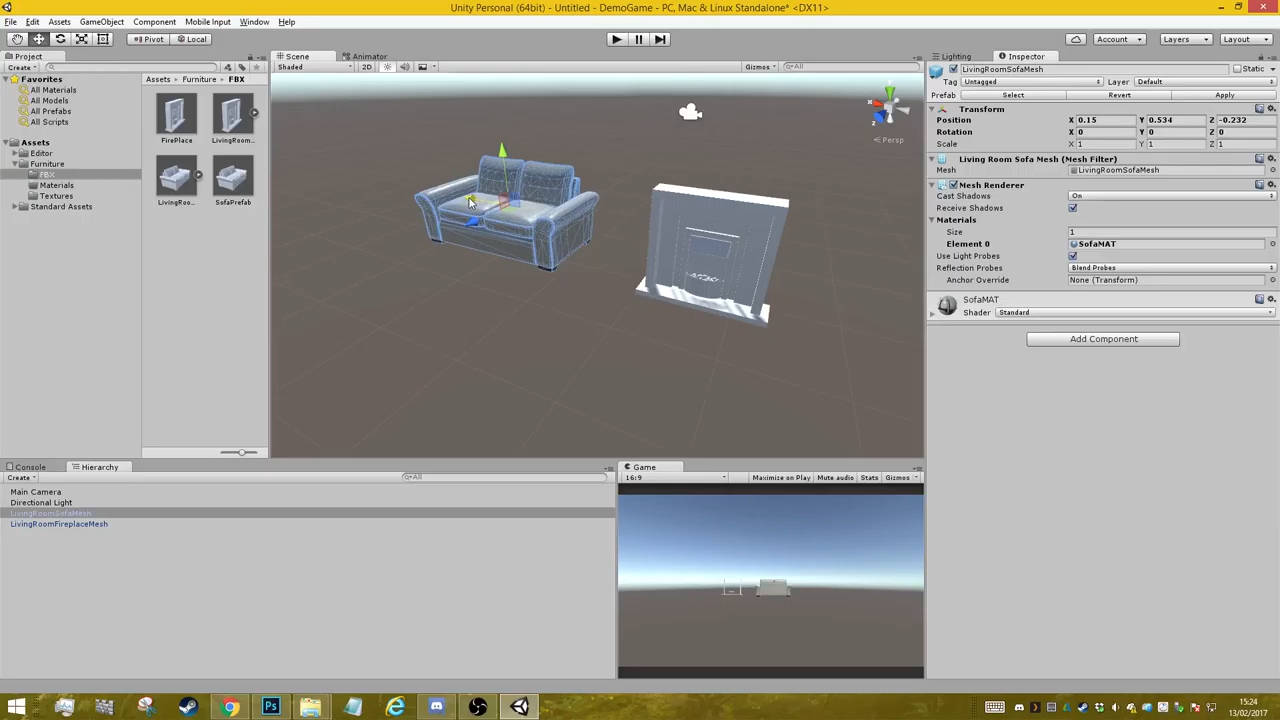 Unity Personal (64bit) - Untitled - DemoGame - PC, Mac & Linux Standalone* <DX11>
File Edit Assets GameObject Component Mobile Input Window Help
Pivot Local Account Layers Layout
Project Scene Animator Lighting Inspector
Create Shaded 2D Gizmos All
LivingRoomSofaMesh Static
Tag Untagged Layer Default
Prefab Select Revert Apply
Favorites
All Materials
All Models
All Prefabs
All Scripts
Assets
Editor
Furniture
FBX
Materials
Textures
Standard Assets
Assets Furniture FBX
FirePlace LivingRoom...
LivingRoo... SofaPrefab
x z
Persp
Transform
Position X 0.15 Y 0.534 Z -0.232
Rotation X 0 Y 0 Z 0
Scale X 1 Y 1 Z 1
Living Room Sofa Mesh (Mesh Filter)
Mesh LivingRoomSofaMesh
Mesh Renderer
Cast Shadows On
Receive Shadows
Materials
Size 1
Element 0 SofaMAT
Use Light Probes
Reflection Probes Blend Probes
Anchor Override None (Transform)
SofaMAT
Shader Standard
Add Component
Console Hierarchy
Create All
Main Camera
Directional Light
LivingRoomSofaMesh
LivingRoomFireplaceMesh
Game
16:9 Maximize on Play Mute audio Stats Gizmos
Ps
15:24
13/02/2017